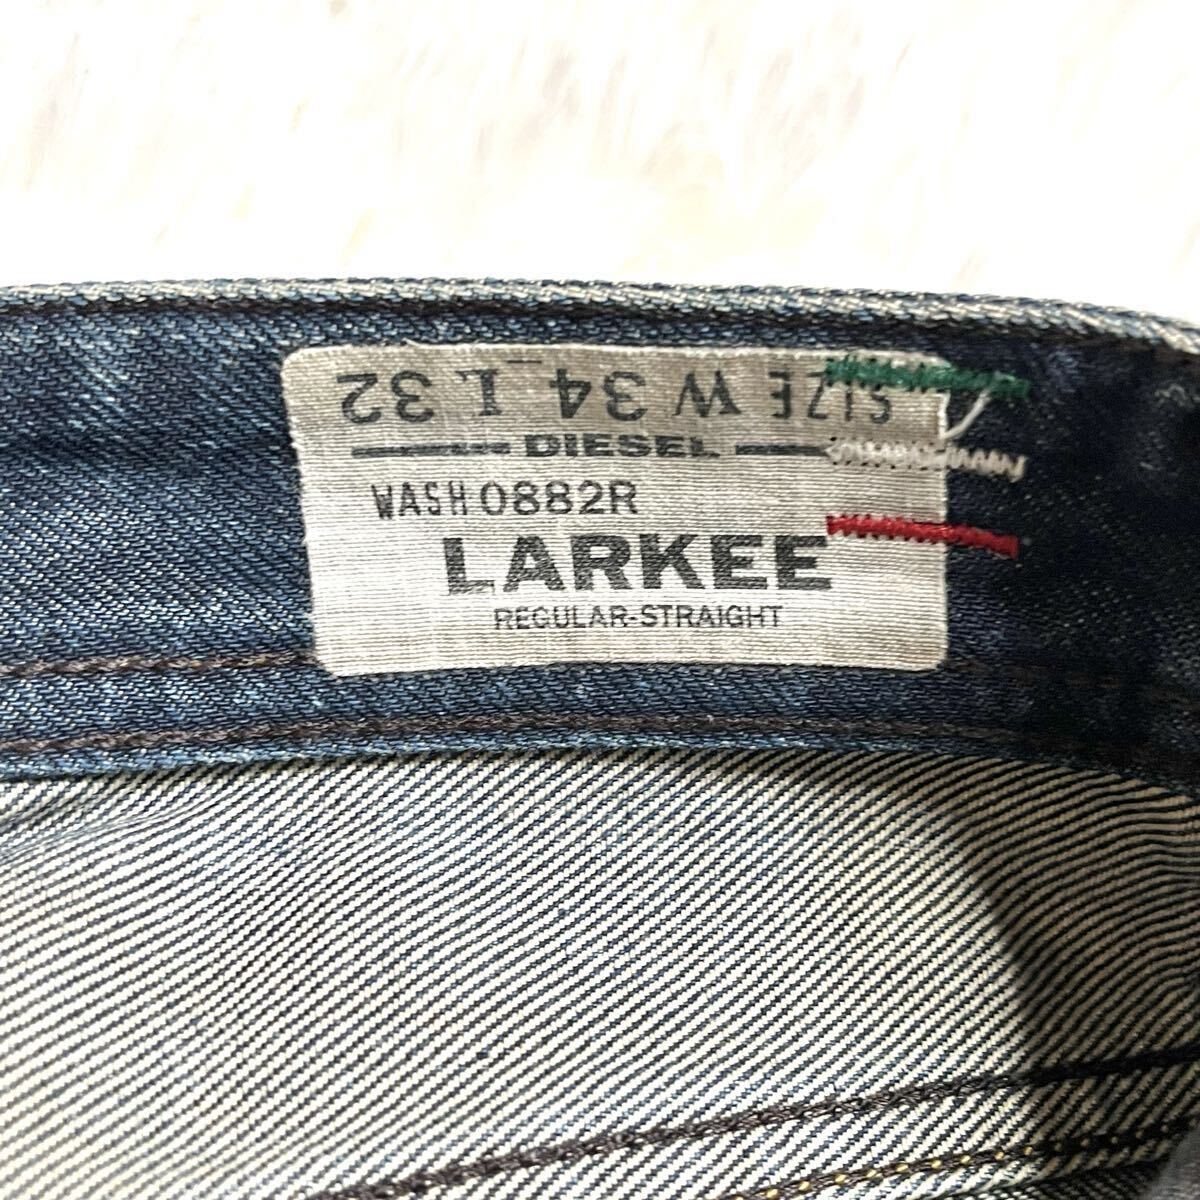 SIZE W 34 L 32
DIESEL
WASH 0882R
LARKEE
REGULAR-STRAIGHT